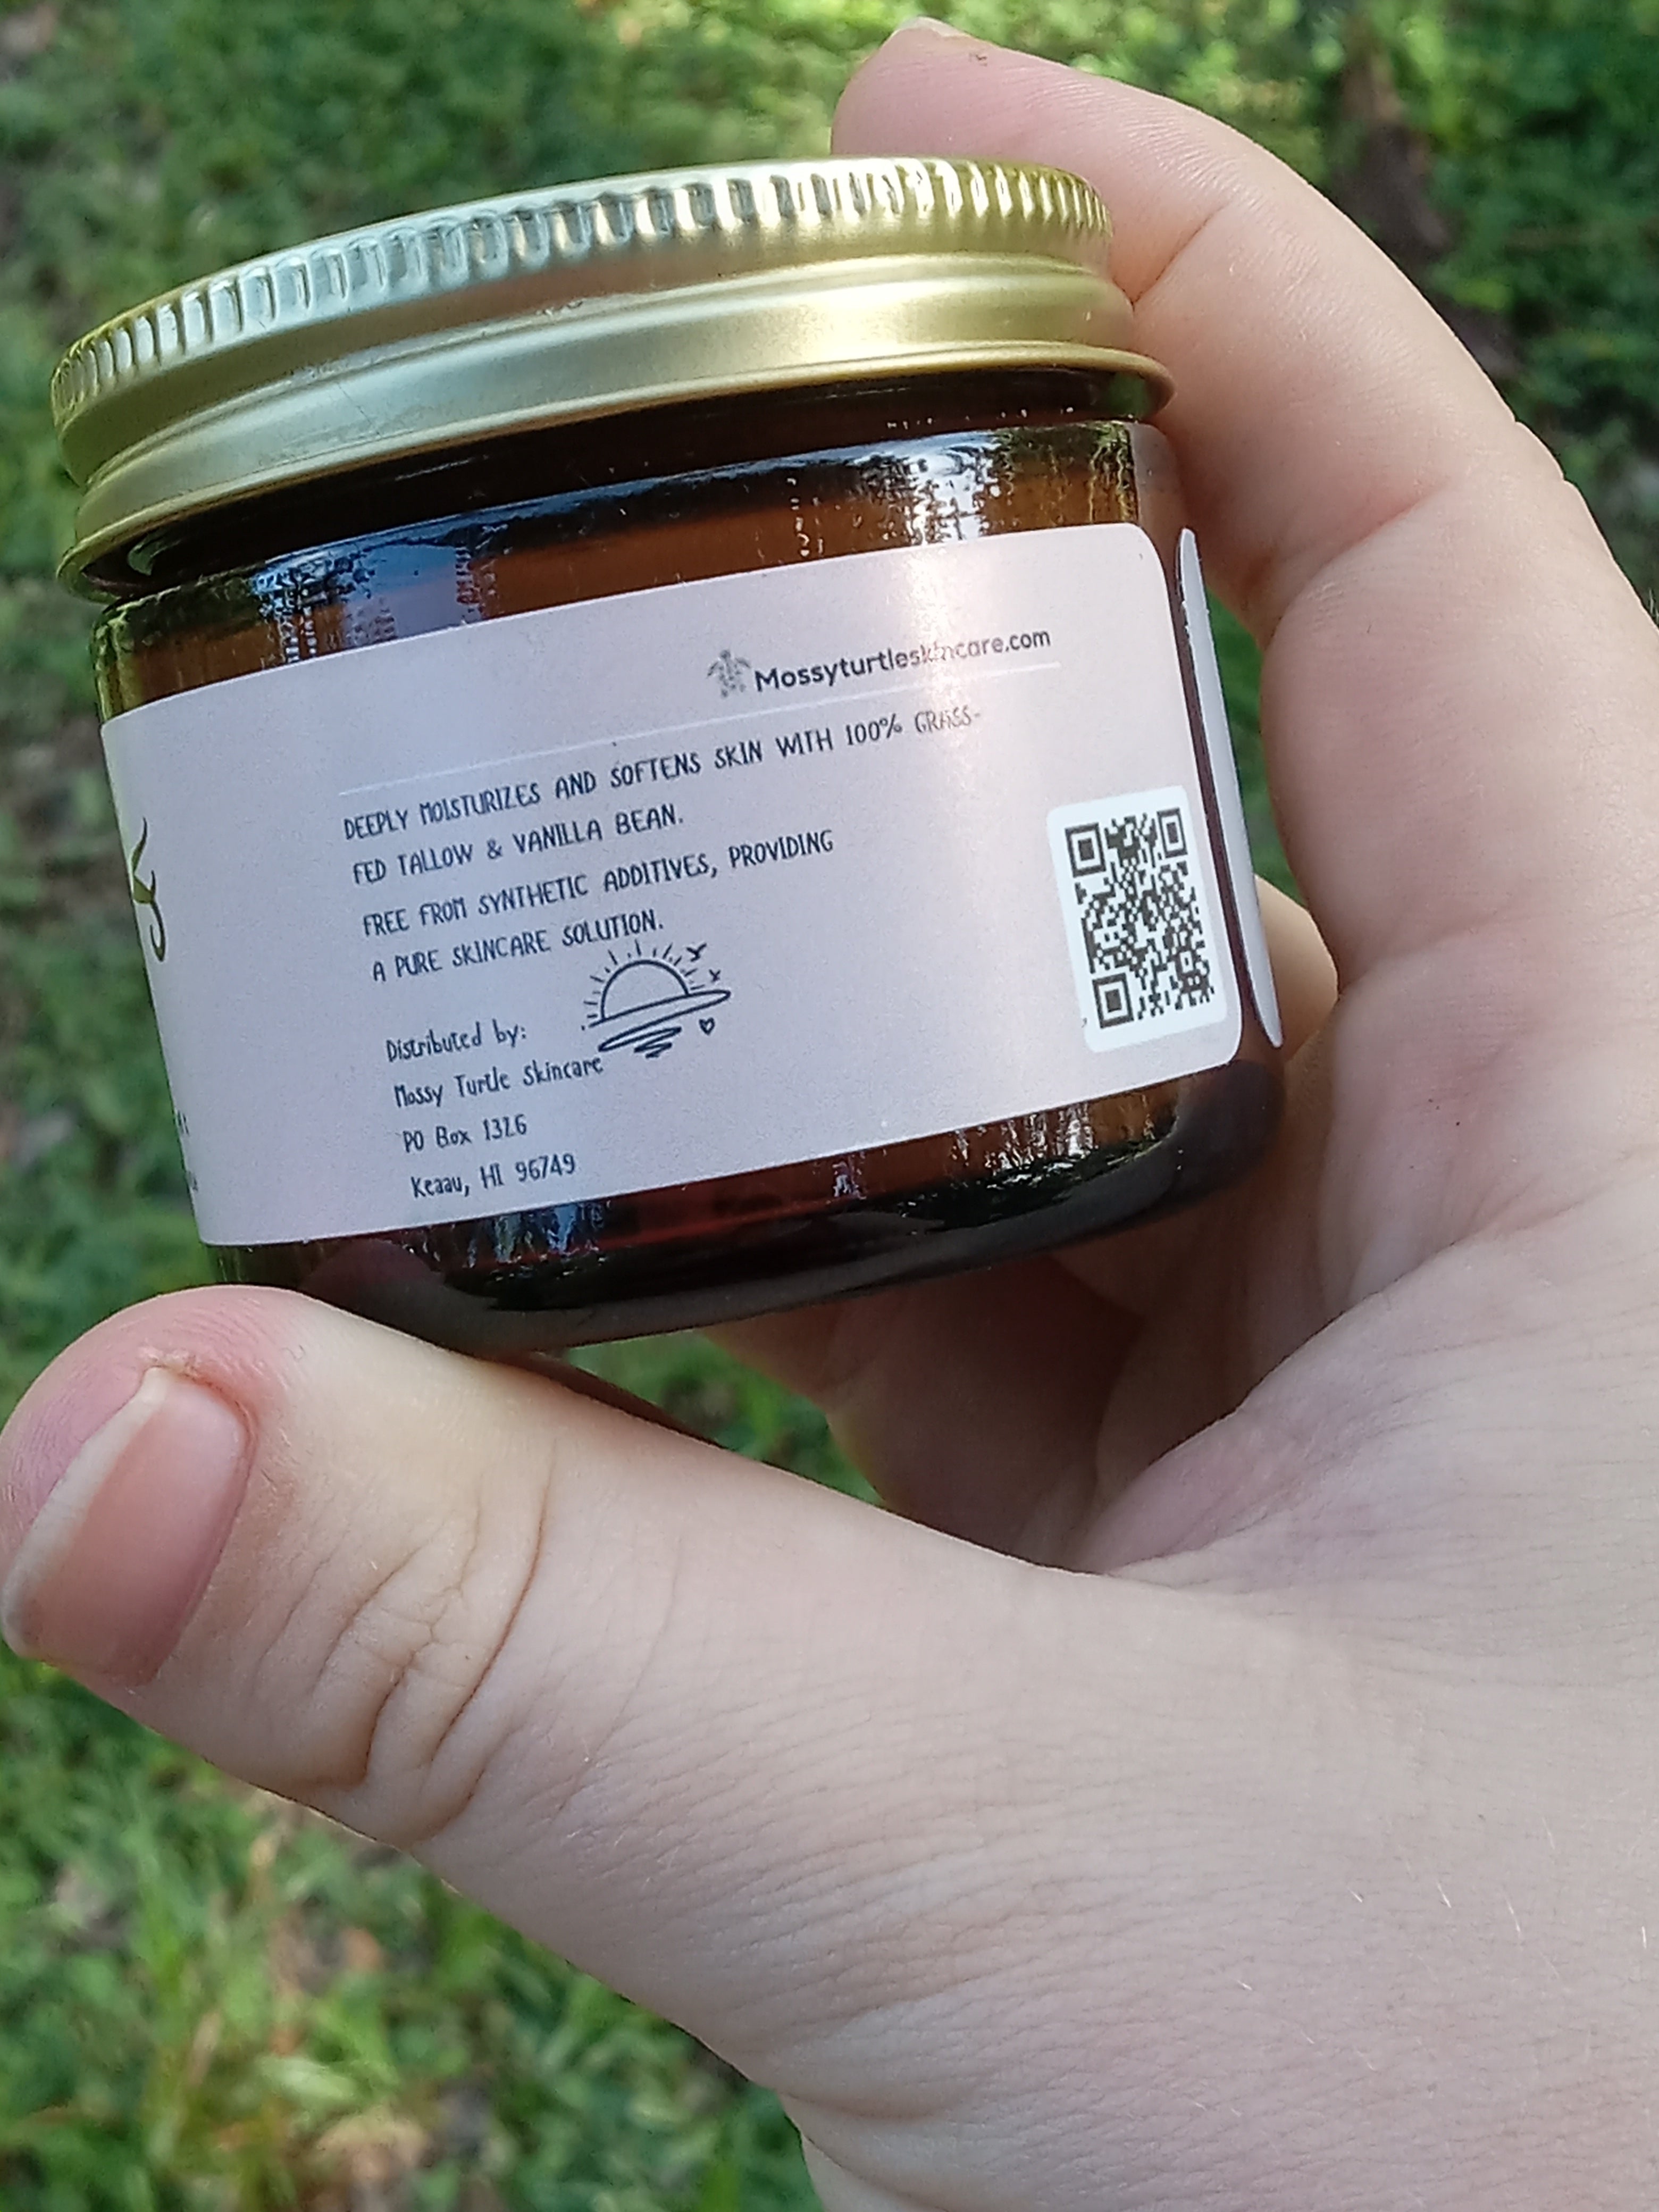 Mossyturtleskincare.com
DEEPLY MOISTURIZES AND SOFTENS SKIN WITH 100% GRASS-
FED TALLOW & VANILLA BEAN.
FREE FROM SYNTHETIC ADDITIVES, PROVIDING
A PURE SKINCARE SOLUTION.
Distributed by:
Mossy Turtle Skincare
PO Box 1326
Keaau, HI 96749